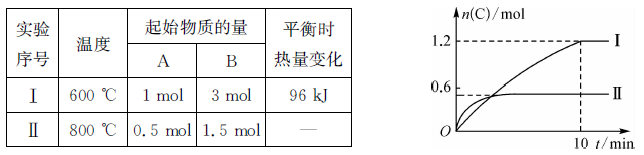 实验序号 温度 起始物质的量 平衡时热量变化
A B
Ⅰ 600 ℃ 1 mol 3 mol 96 kJ
Ⅱ 800 ℃ 0.5 mol 1.5 mol —
n(C)/mol
1.2 Ⅰ
0.6 Ⅱ
O 10 t/min